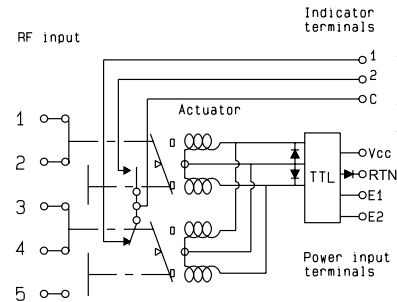 Indicator
terminals
RF input
1
2
C
Actuator
1
2
3
4
5
TTL
Vcc
RTN
E1
E2
Power input
terminals